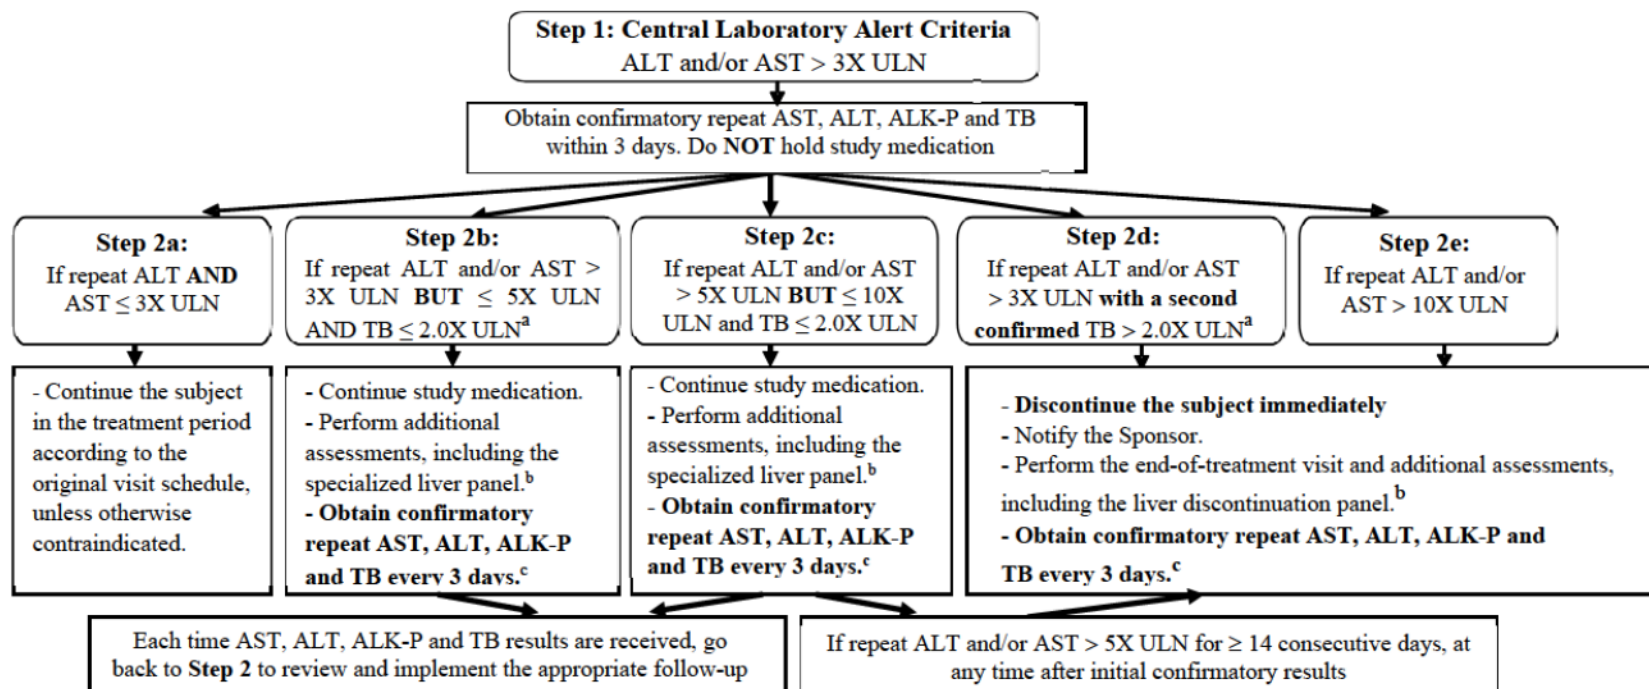 Step 1: Central Laboratory Alert Criteria
ALT and/or AST > 3X ULN
Obtain confirmatory repeat AST, ALT, ALK-P and TB
within 3 days. Do NOT hold study medication
Step 2a:
If repeat ALT AND
AST ≤ 3X ULN
Step 2b:
If repeat ALT and/or AST >
3X ULN BUT ≤ 5X ULN
AND TB ≤ 2.0X ULNᵃ
Step 2c:
If repeat ALT and/or AST
> 5X ULN BUT ≤ 10X
ULN and TB ≤ 2.0X ULN
Step 2d:
If repeat ALT and/or AST
> 3X ULN with a second
confirmed TB > 2.0X ULNᵃ
Step 2e:
If repeat ALT and/or
AST > 10X ULN
- Continue the subject
in the treatment period
according to the
original visit schedule,
unless otherwise
contraindicated.
- Continue study medication.
- Perform additional
assessments, including the
specialized liver panel.ᵇ
- Obtain confirmatory
repeat AST, ALT, ALK-P
and TB every 3 days.ᶜ
- Continue study medication.
- Perform additional
assessments, including the
specialized liver panel.ᵇ
- Obtain confirmatory
repeat AST, ALT, ALK-P
and TB every 3 days.ᶜ
- Discontinue the subject immediately
- Notify the Sponsor.
- Perform the end-of-treatment visit and additional assessments,
including the liver discontinuation panel.ᵇ
- Obtain confirmatory repeat AST, ALT, ALK-P and
TB every 3 days.ᶜ
Each time AST, ALT, ALK-P and TB results are received, go
back to Step 2 to review and implement the appropriate follow-up
If repeat ALT and/or AST > 5X ULN for ≥ 14 consecutive days, at
any time after initial confirmatory results